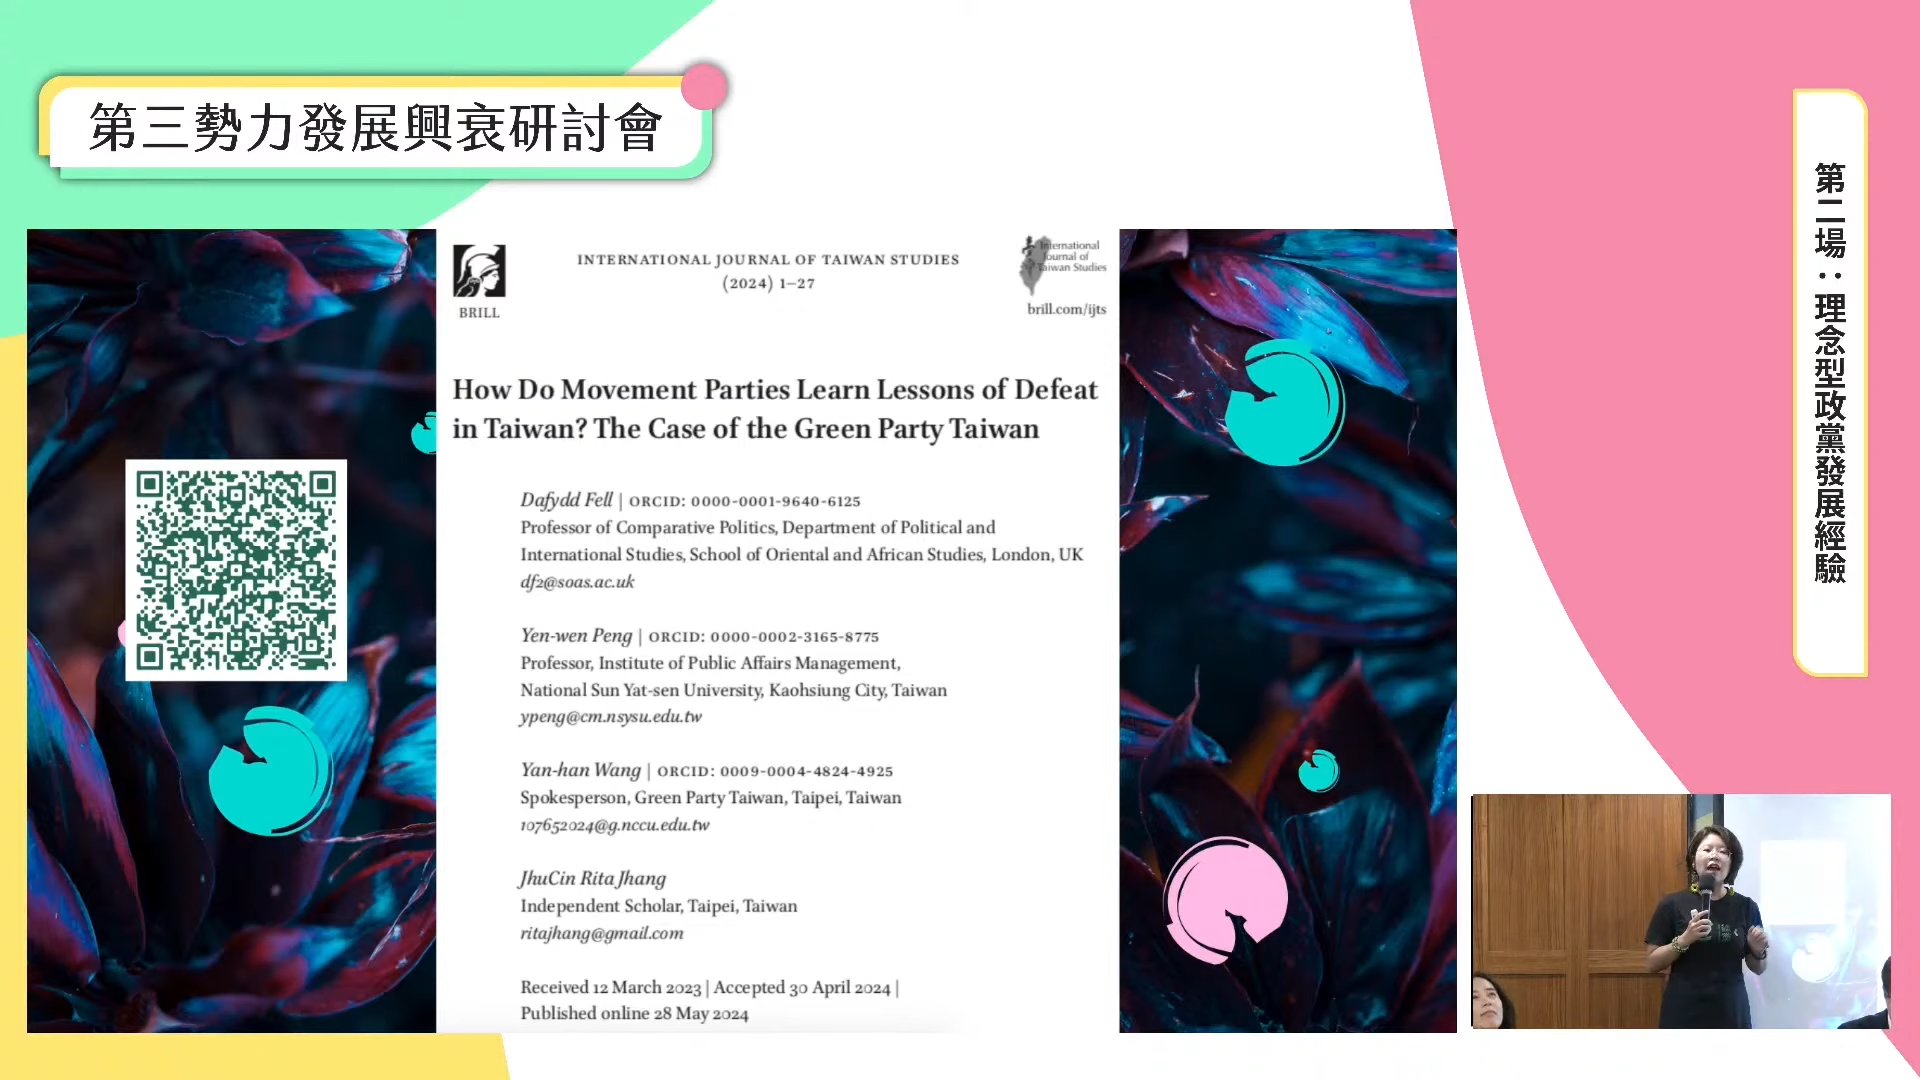 第三勢力發展興衰研討會
BRILL
INTERNATIONAL JOURNAL OF TAIWAN STUDIES
(2024) 1–27
International
Journal of
Taiwan Studies
brill.com/ijts
How Do Movement Parties Learn Lessons of Defeat
in Taiwan? The Case of the Green Party Taiwan
Dafydd Fell | ORCID: 0000-0001-9640-6125
Professor of Comparative Politics, Department of Political and
International Studies, School of Oriental and African Studies, London, UK
df2@soas.ac.uk
Yen-wen Peng | ORCID: 0000-0002-3165-8775
Professor, Institute of Public Affairs Management,
National Sun Yat-sen University, Kaohsiung City, Taiwan
ypeng@cm.nsysu.edu.tw
Yan-han Wang | ORCID: 0009-0004-4824-4925
Spokesperson, Green Party Taiwan, Taipei, Taiwan
107652024@g.nccu.edu.tw
JhuCin Rita Jhang
Independent Scholar, Taipei, Taiwan
ritajhang@gmail.com
Received 12 March 2023 | Accepted 30 April 2024 |
Published online 28 May 2024
第二場：理念型政黨發展經驗